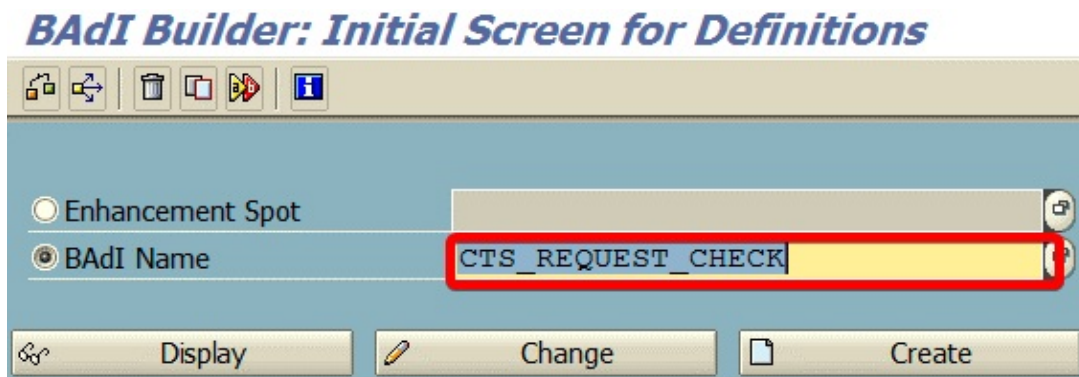 BAdI Builder: Initial Screen for Definitions
Enhancement Spot
BAdI Name CTS_REQUEST_CHECK
Display Change Create